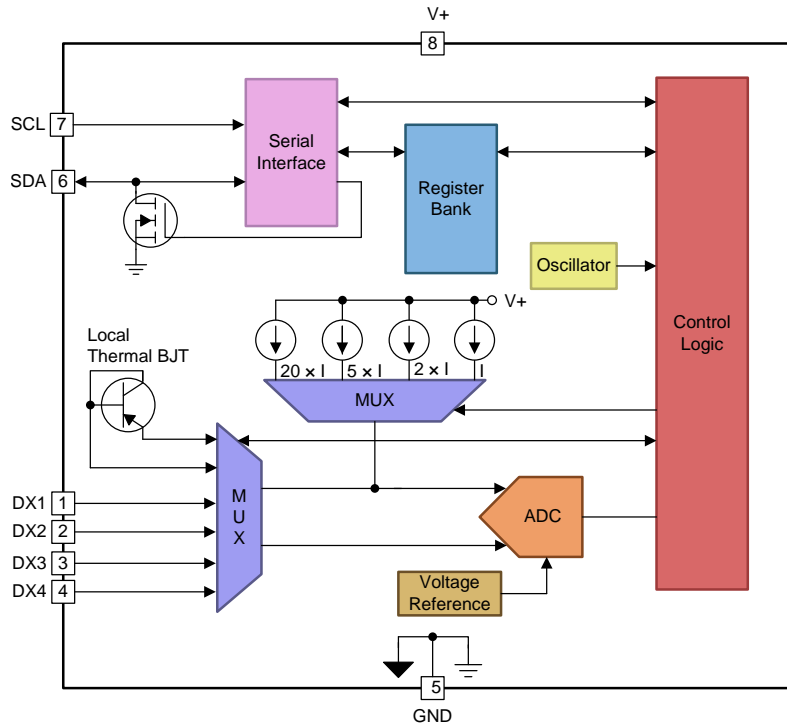 V+
8
SCL 7
Serial
Interface
SDA 6
Register
Bank
Oscillator
V+
Control
Logic
Local
Thermal BJT
20 × I
5 × I
2 × I
I
MUX
M
U
X
DX1 1
DX2 2
DX3 3
DX4 4
ADC
Voltage
Reference
5
GND